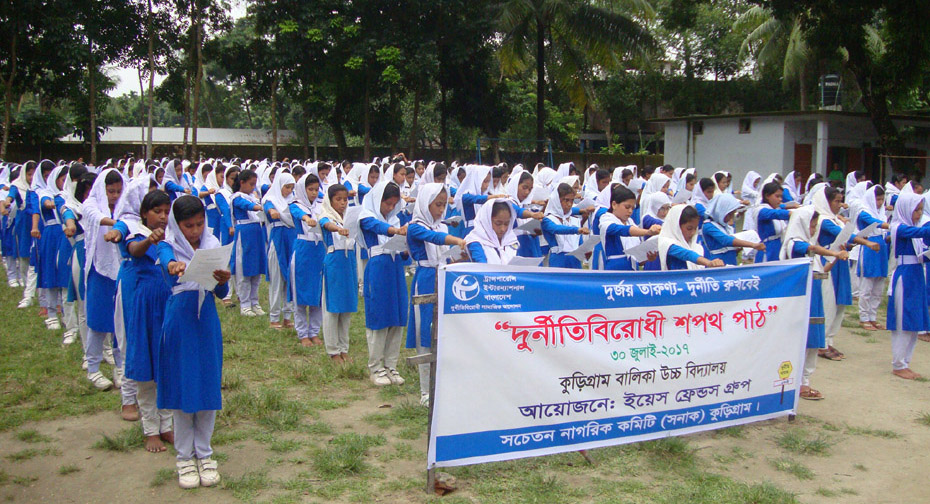 ট্রান্সপারেন্সি
ইন্টারন্যাশনাল
বাংলাদেশ
দুর্নীতিবিরোধী সামাজিক আন্দোলন
দুর্জয় তারুণ্য- দুর্নীতি রুখবেই
“দুর্নীতিবিরোধী শপথ পাঠ”
৩০ জুলাই-২০১৭
কুড়িগ্রাম বালিকা উচ্চ বিদ্যালয়
আয়োজনে: ইয়েস ফ্রেন্ডস গ্রুপ
সচেতন নাগরিক কমিটি (সনাক) কুড়িগ্রাম।